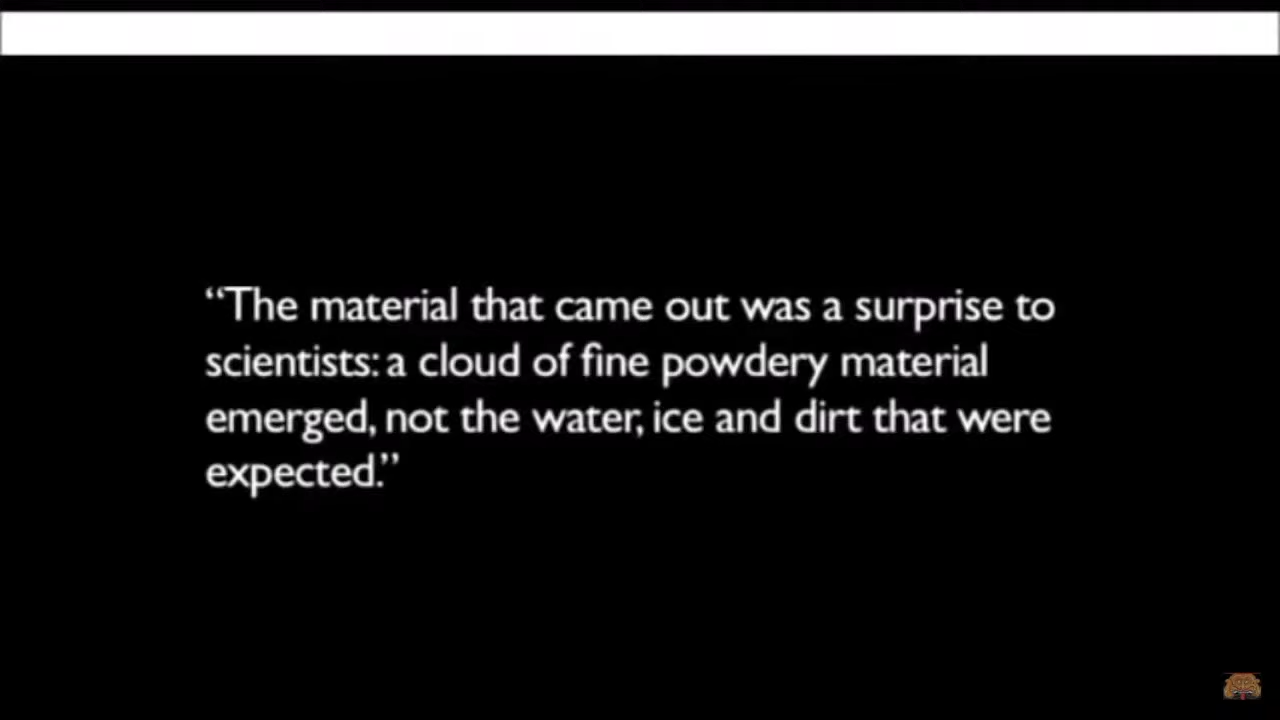 “The material that came out was a surprise to
scientists: a cloud of fine powdery material
emerged, not the water, ice and dirt that were
expected.”